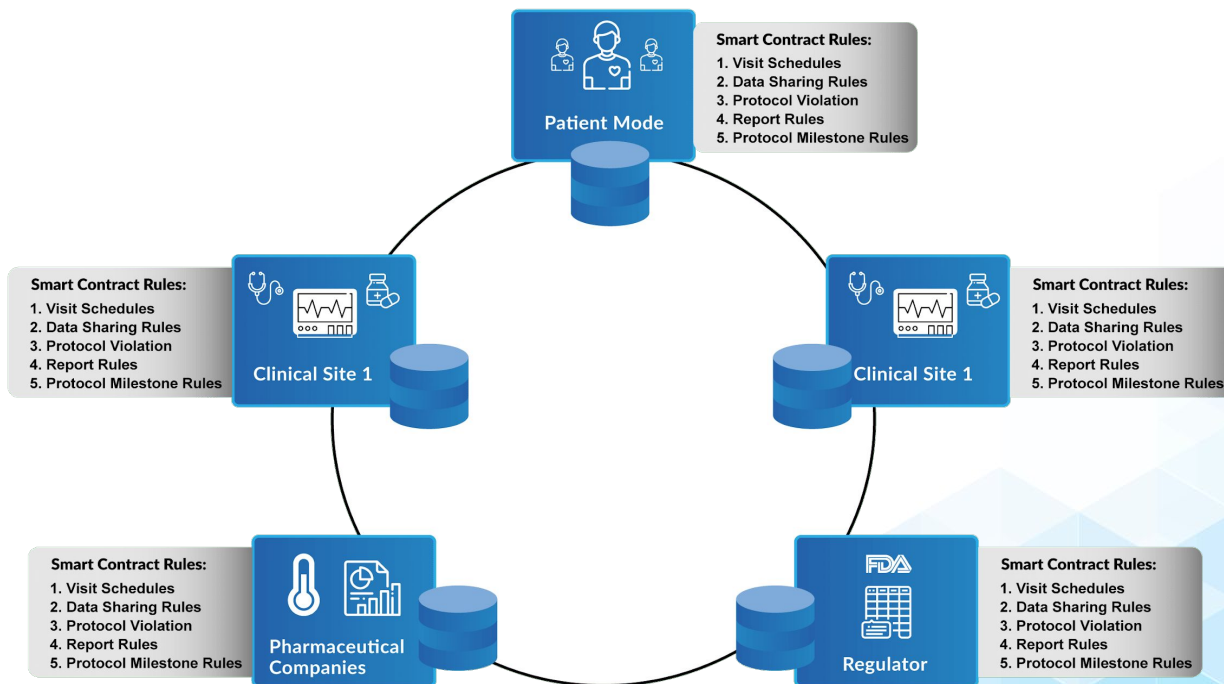 Patient Mode
Smart Contract Rules:
1. Visit Schedules
2. Data Sharing Rules
3. Protocol Violation
4. Report Rules
5. Protocol Milestone Rules
Smart Contract Rules:
1. Visit Schedules
2. Data Sharing Rules
3. Protocol Violation
4. Report Rules
5. Protocol Milestone Rules
Clinical Site 1
Clinical Site 1
Smart Contract Rules:
1. Visit Schedules
2. Data Sharing Rules
3. Protocol Violation
4. Report Rules
5. Protocol Milestone Rules
Smart Contract Rules:
1. Visit Schedules
2. Data Sharing Rules
3. Protocol Violation
4. Report Rules
5. Protocol Milestone Rules
Pharmaceutical
Companies
FDA
Regulator
Smart Contract Rules:
1. Visit Schedules
2. Data Sharing Rules
3. Protocol Violation
4. Report Rules
5. Protocol Milestone Rules